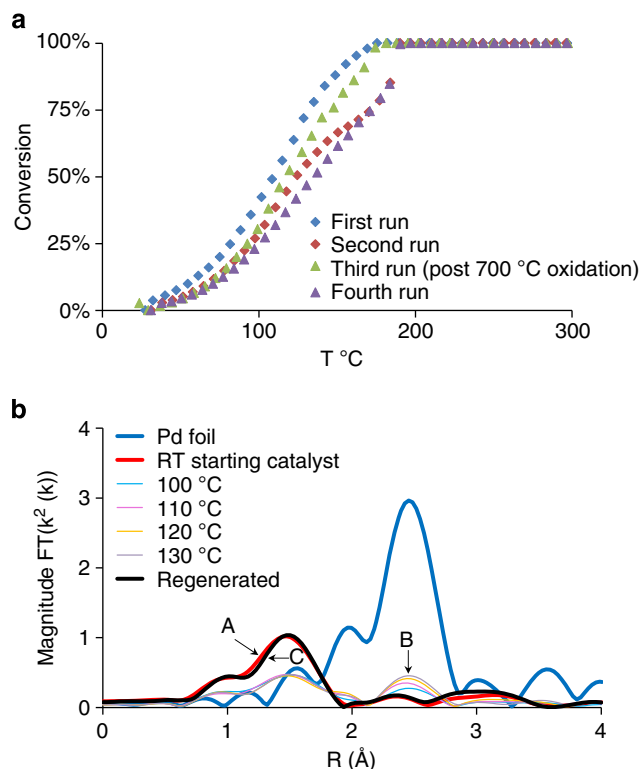 a
100%
75%
50%
25%
0%
Conversion
First run
Second run
Third run (post 700 °C oxidation)
Fourth run
0 100 200 300
T °C
b
4
3
2
1
0
Magnitude FT(k² (k))
Pd foil
RT starting catalyst
100 °C
110 °C
120 °C
130 °C
Regenerated
A
C
B
0 1 2 3 4
R (Å)